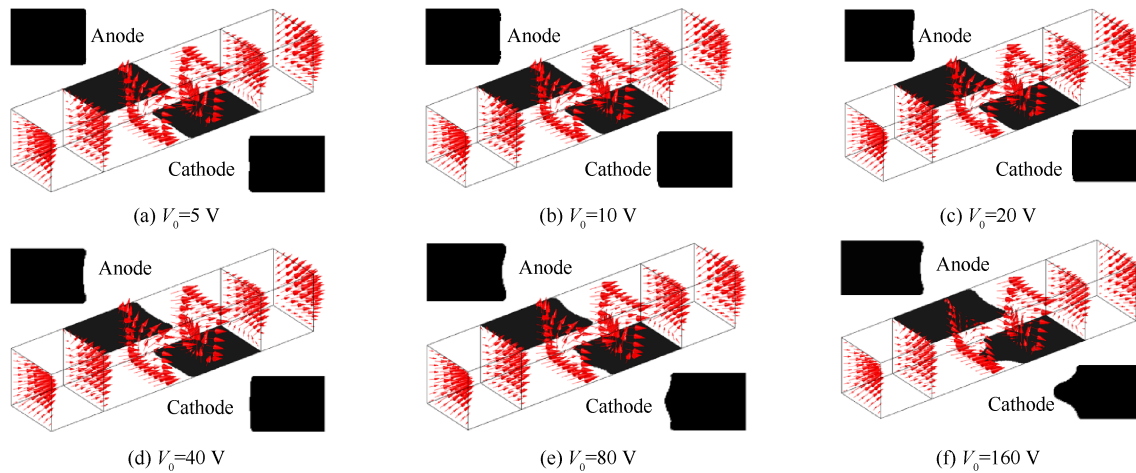 Anode
Cathode
(a) V₀=5 V
Anode
Cathode
(b) V₀=10 V
Anode
Cathode
(c) V₀=20 V
Anode
Cathode
(d) V₀=40 V
Anode
Cathode
(e) V₀=80 V
Anode
Cathode
(f) V₀=160 V